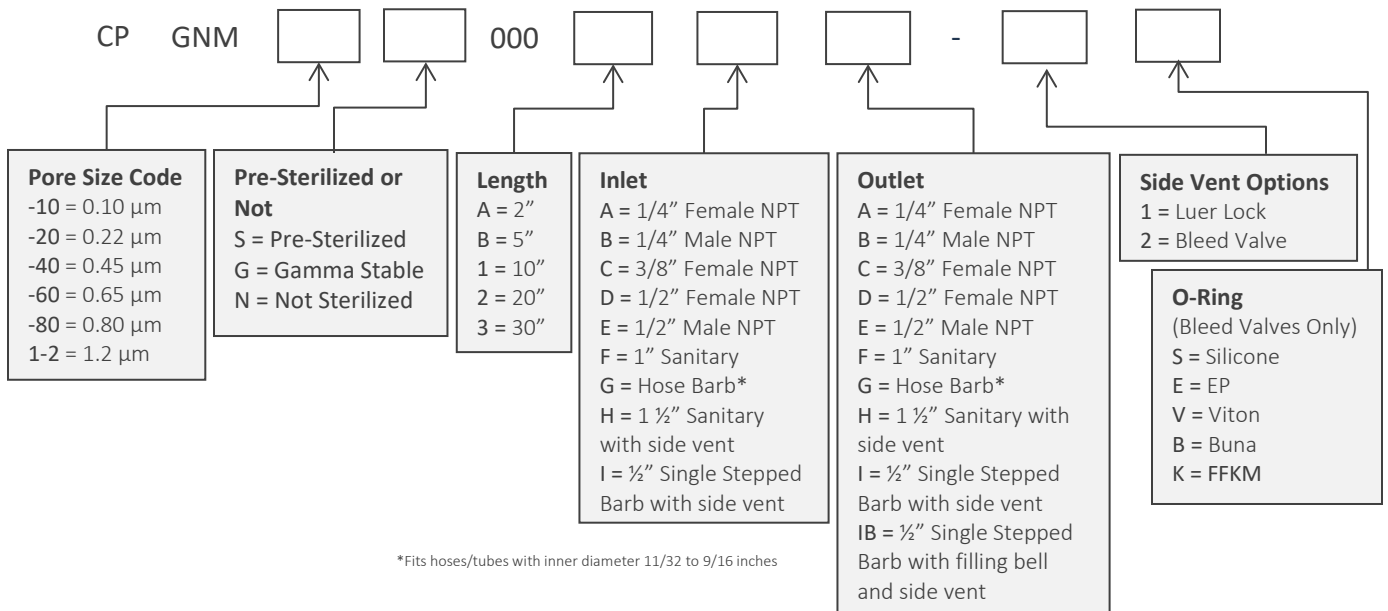 CP GNM 000 -
Pore Size Code
-10 = 0.10 µm
-20 = 0.22 µm
-40 = 0.45 µm
-60 = 0.65 µm
-80 = 0.80 µm
1-2 = 1.2 µm
Pre-Sterilized or
Not
S = Pre-Sterilized
G = Gamma Stable
N = Not Sterilized
Length
A = 2”
B = 5”
1 = 10”
2 = 20”
3 = 30”
Inlet
A = 1/4” Female NPT
B = 1/4” Male NPT
C = 3/8” Female NPT
D = 1/2” Female NPT
E = 1/2” Male NPT
F = 1” Sanitary
G = Hose Barb*
H = 1 ½” Sanitary
with side vent
I = ½” Single Stepped
Barb with side vent
Outlet
A = 1/4” Female NPT
B = 1/4” Male NPT
C = 3/8” Female NPT
D = 1/2” Female NPT
E = 1/2” Male NPT
F = 1” Sanitary
G = Hose Barb*
H = 1 ½” Sanitary with
side vent
I = ½” Single Stepped
Barb with side vent
IB = ½” Single Stepped
Barb with filling bell
and side vent
Side Vent Options
1 = Luer Lock
2 = Bleed Valve
O-Ring
(Bleed Valves Only)
S = Silicone
E = EP
V = Viton
B = Buna
K = FFKM
*Fits hoses/tubes with inner diameter 11/32 to 9/16 inches